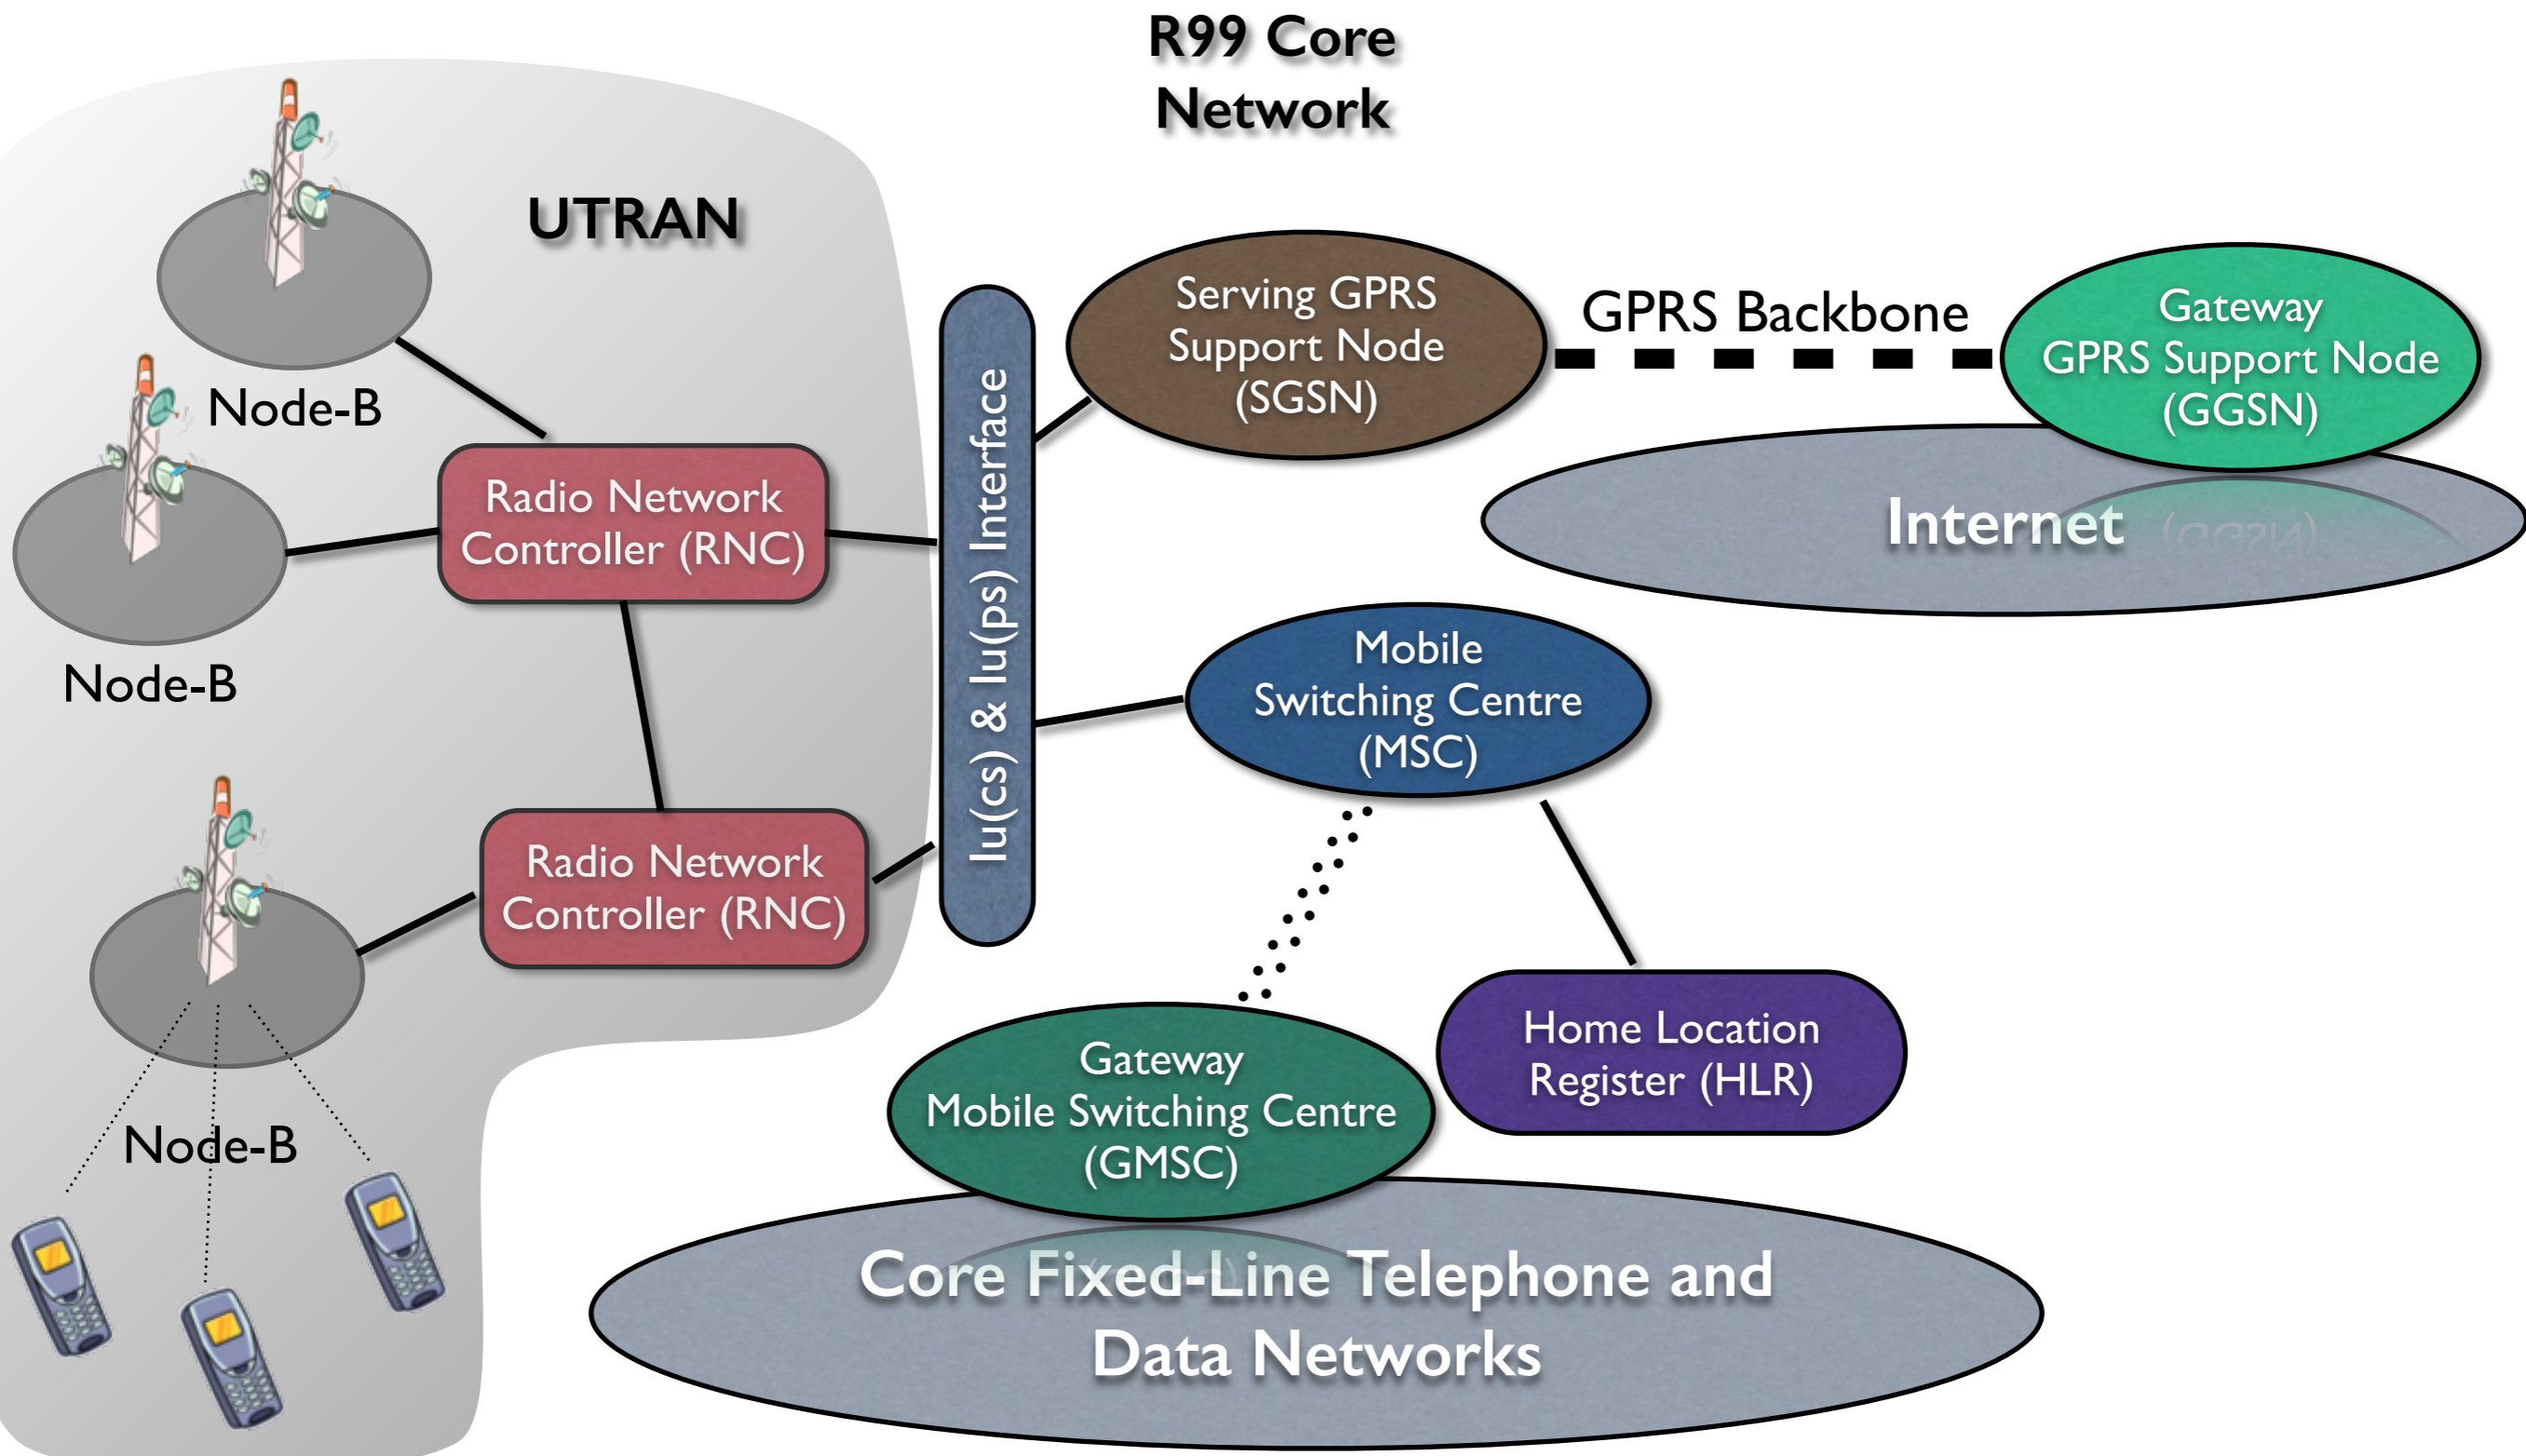 R99 Core
Network
UTRAN
Node-B
Node-B
Node-B
Radio Network
Controller (RNC)
Radio Network
Controller (RNC)
Iu(cs) & Iu(ps) Interface
Serving GPRS
Support Node
(SGSN)
GPRS Backbone
Gateway
GPRS Support Node
(GGSN)
Internet
Mobile
Switching Centre
(MSC)
Gateway
Mobile Switching Centre
(GMSC)
Home Location
Register (HLR)
Core Fixed-Line Telephone and
Data Networks